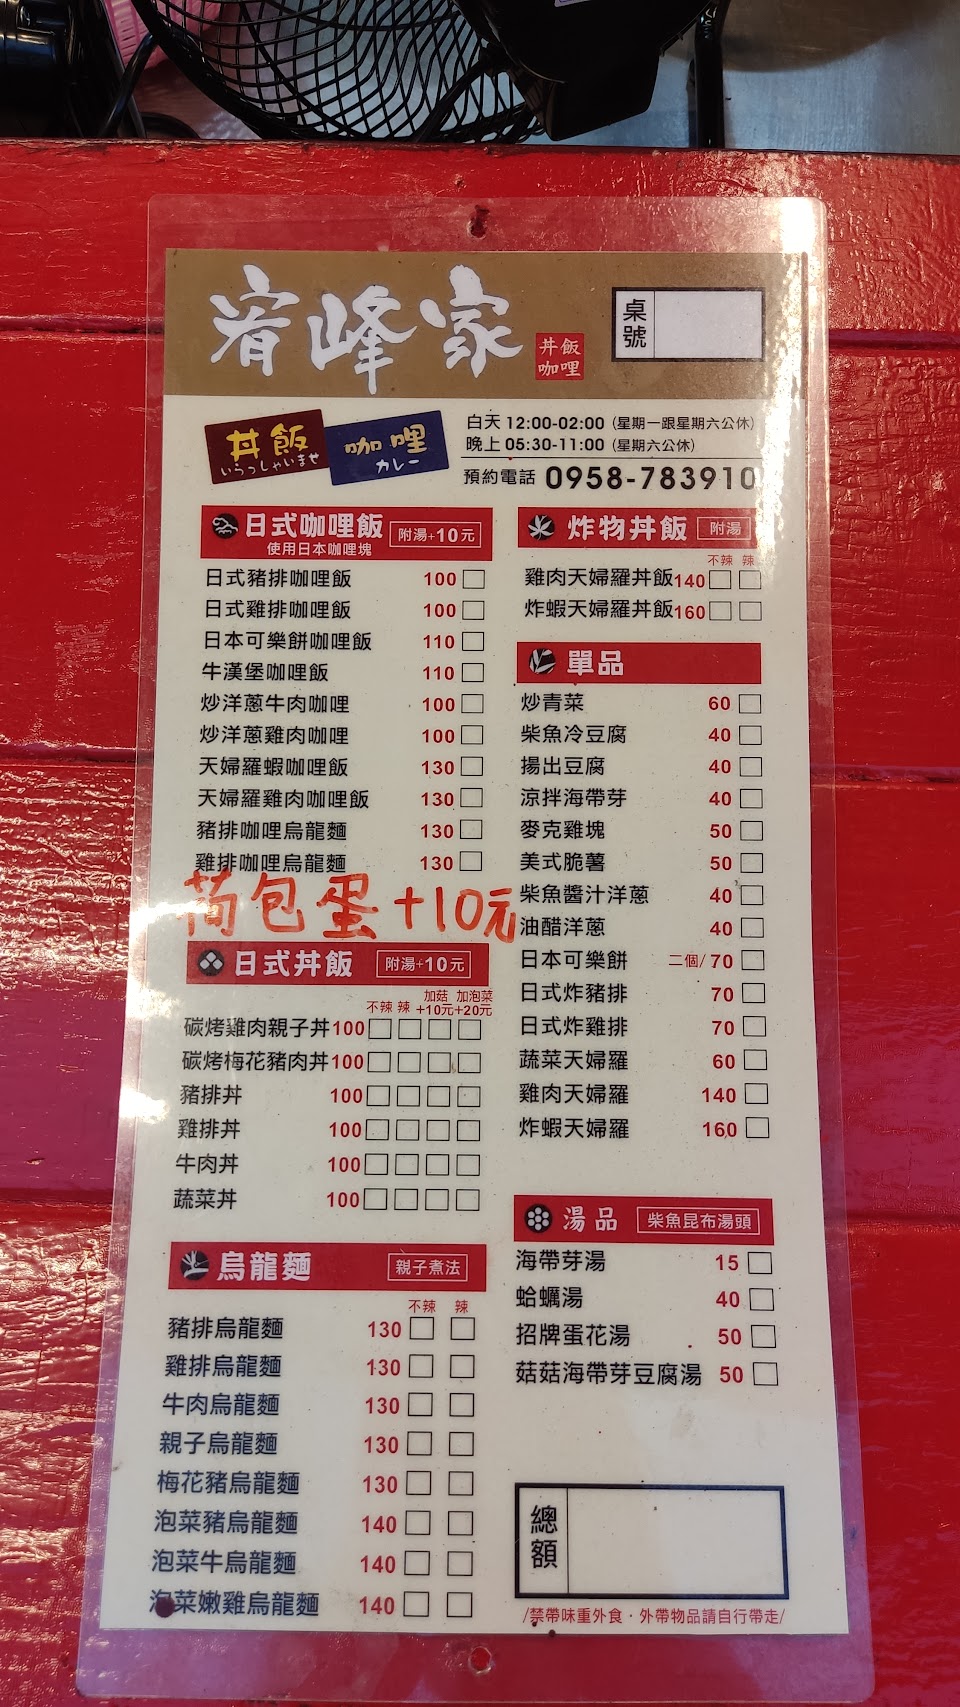 宥峰家
丼飯
咖哩
桌號
丼飯
いらっしゃいませ
咖哩
カレー
白天 12:00-02:00 (星期一跟星期六公休)
晚上 05:30-11:00 (星期六公休)
預約電話 0958-783910
日式咖哩飯 附湯+10元
使用日本咖哩塊
日式豬排咖哩飯 100
日式雞排咖哩飯 100
日本可樂餅咖哩飯 110
牛漢堡咖哩飯 110
炒洋蔥牛肉咖哩 100
炒洋蔥雞肉咖哩 100
天婦羅蝦咖哩飯 130
天婦羅雞肉咖哩飯 130
豬排咖哩烏龍麵 130
雞排咖哩烏龍麵 130
荷包蛋+10元
日式丼飯 附湯+10元
不辣 辣 加菇+10元 加泡菜+20元
碳烤雞肉親子丼 100
碳烤梅花豬肉丼 100
豬排丼 100
雞排丼 100
牛肉丼 100
蔬菜丼 100
烏龍麵 親子煮法
不辣 辣
豬排烏龍麵 130
雞排烏龍麵 130
牛肉烏龍麵 130
親子烏龍麵 130
梅花豬烏龍麵 130
泡菜豬烏龍麵 140
泡菜牛烏龍麵 140
泡菜嫩雞烏龍麵 140
炸物丼飯 附湯
不辣 辣
雞肉天婦羅丼飯 140
炸蝦天婦羅丼飯 160
單品
炒青菜 60
柴魚冷豆腐 40
揚出豆腐 40
涼拌海帶芽 40
麥克雞塊 50
美式脆薯 50
柴魚醬汁洋蔥 40
油醋洋蔥 40
日本可樂餅 二個/70
日式炸豬排 70
日式炸雞排 70
蔬菜天婦羅 60
雞肉天婦羅 140
炸蝦天婦羅 160
湯品 柴魚昆布湯頭
海帶芽湯 15
蛤蠣湯 40
招牌蛋花湯 50
菇菇海帶芽豆腐湯 50
總額
/禁帶味重外食・外帶物品請自行帶走/